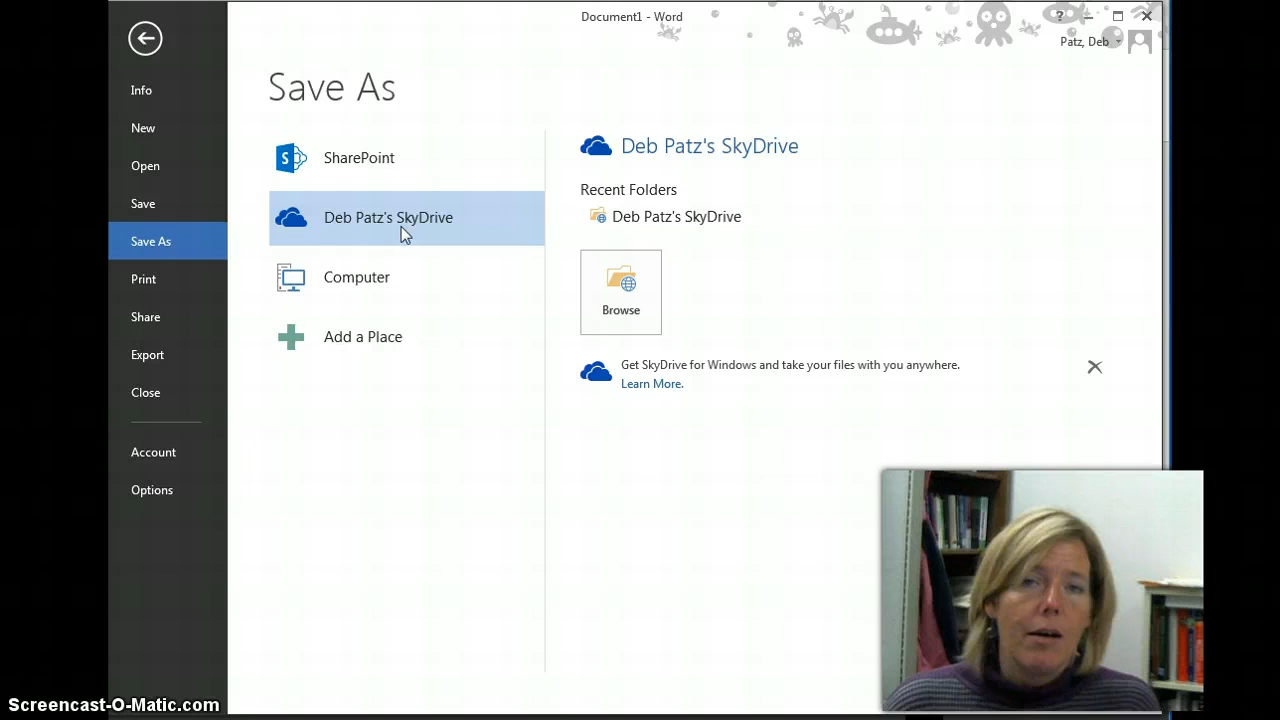 Document1 - Word
?
Patz, Deb
Info
New
Open
Save
Save As
Print
Share
Export
Close
Account
Options
Save As
S SharePoint
Deb Patz's SkyDrive
Computer
Add a Place
Deb Patz's SkyDrive
Recent Folders
Deb Patz's SkyDrive
Browse
Get SkyDrive for Windows and take your files with you anywhere.
Learn More.
Screencast-O-Matic.com